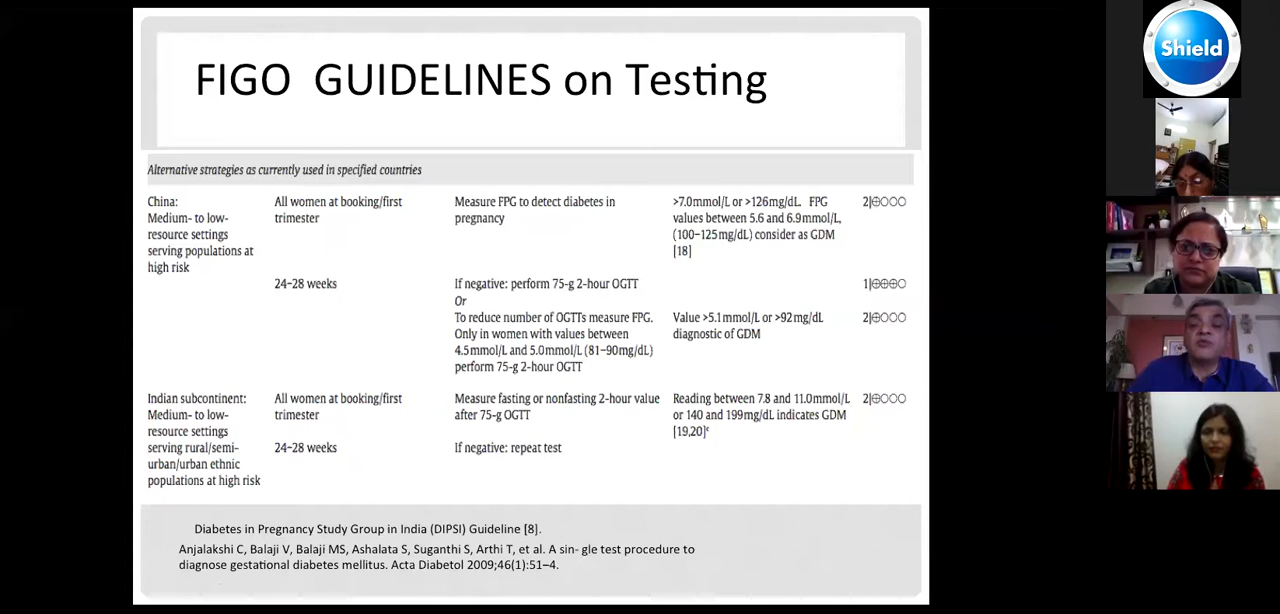 FIGO GUIDELINES on Testing
Alternative strategies as currently used in specified countries
China:
Medium- to low-
resource settings
serving populations at
high risk
All women at booking/first
trimester
Measure FPG to detect diabetes in
pregnancy
>7.0mmol/L or >126mg/dL. FPG
values between 5.6 and 6.9mmol/L,
(100–125mg/dL) consider as GDM
[18]
2|⊕○○○
24–28 weeks
If negative: perform 75-g 2-hour OGTT
1|⊕⊕⊕○
Or
To reduce number of OGTTs measure FPG.
Only in women with values between
4.5mmol/L and 5.0mmol/L (81–90mg/dL)
perform 75-g 2-hour OGTT
Value >5.1mmol/L or >92mg/dL
diagnostic of GDM
2|⊕○○○
Indian subcontinent:
Medium- to low-
resource settings
serving rural/semi-
urban/urban ethnic
populations at high risk
All women at booking/first
trimester
Measure fasting or nonfasting 2-hour value
after 75-g OGTT
Reading between 7.8 and 11.0mmol/L
or 140 and 199mg/dL indicates GDM
[19,20]c
2|⊕○○○
24–28 weeks
If negative: repeat test
Diabetes in Pregnancy Study Group in India (DIPSI) Guideline [8].
Anjalakshi C, Balaji V, Balaji MS, Ashalata S, Suganthi S, Arthi T, et al. A sin- gle test procedure to
diagnose gestational diabetes mellitus. Acta Diabetol 2009;46(1):51–4.
Shield